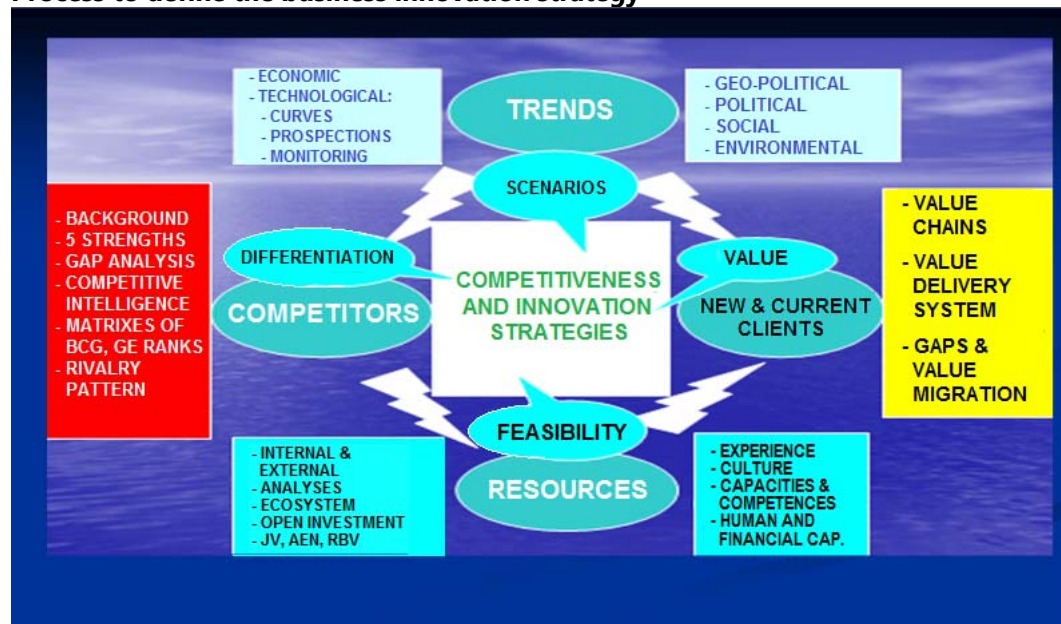 Process to define the business innovation strategy
- ECONOMIC
- TECHNOLOGICAL:
- CURVES
- PROSPECTIONS
- MONITORING
TRENDS
- GEO-POLITICAL
- POLITICAL
- SOCIAL
- ENVIRONMENTAL
SCENARIOS
- BACKGROUND
- 5 STRENGTHS
- GAP ANALYSIS
- COMPETITIVE
INTELLIGENCE
- MATRIXES OF
BCG, GE RANKS
- RIVALRY
PATTERN
DIFFERENTIATION
COMPETITORS
COMPETITIVENESS
AND INNOVATION
STRATEGIES
VALUE
NEW & CURRENT
CLIENTS
- VALUE
CHAINS
- VALUE
DELIVERY
SYSTEM
- GAPS &
VALUE
MIGRATION
FEASIBILITY
RESOURCES
- INTERNAL &
EXTERNAL
- ANALYSES
- ECOSYSTEM
- OPEN INVESTMENT
- JV, AEN, RBV
- EXPERIENCE
- CULTURE
- CAPACITIES &
COMPETENCES
- HUMAN AND
FINANCIAL CAP.